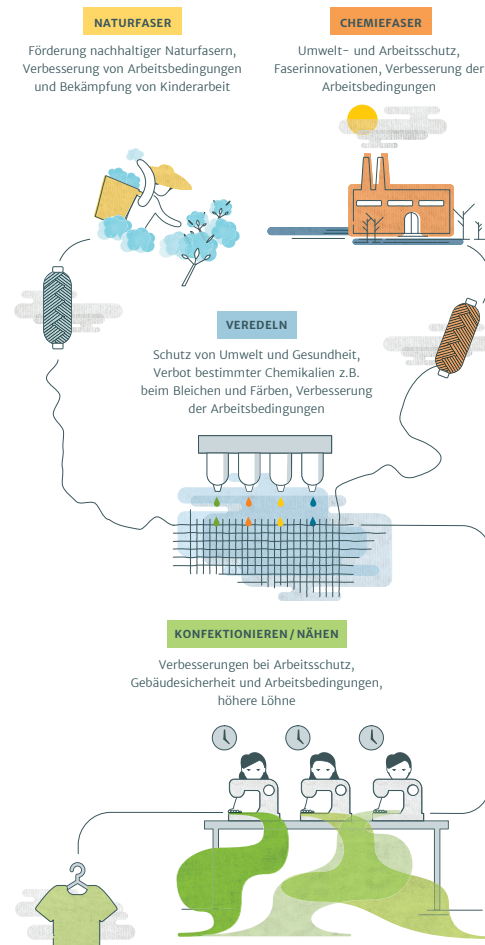 NATURFASER
Förderung nachhaltiger Naturfasern,
Verbesserung von Arbeitsbedingungen
und Bekämpfung von Kinderarbeit
CHEMIEFASER
Umwelt- und Arbeitsschutz,
Faserinnovationen, Verbesserung der
Arbeitsbedingungen
VEREDELN
Schutz von Umwelt und Gesundheit,
Verbot bestimmter Chemikalien z.B.
beim Bleichen und Färben, Verbesserung
der Arbeitsbedingungen
KONFEKTIONIEREN / NÄHEN
Verbesserungen bei Arbeitsschutz,
Gebäudesicherheit und Arbeitsbedingungen,
höhere Löhne